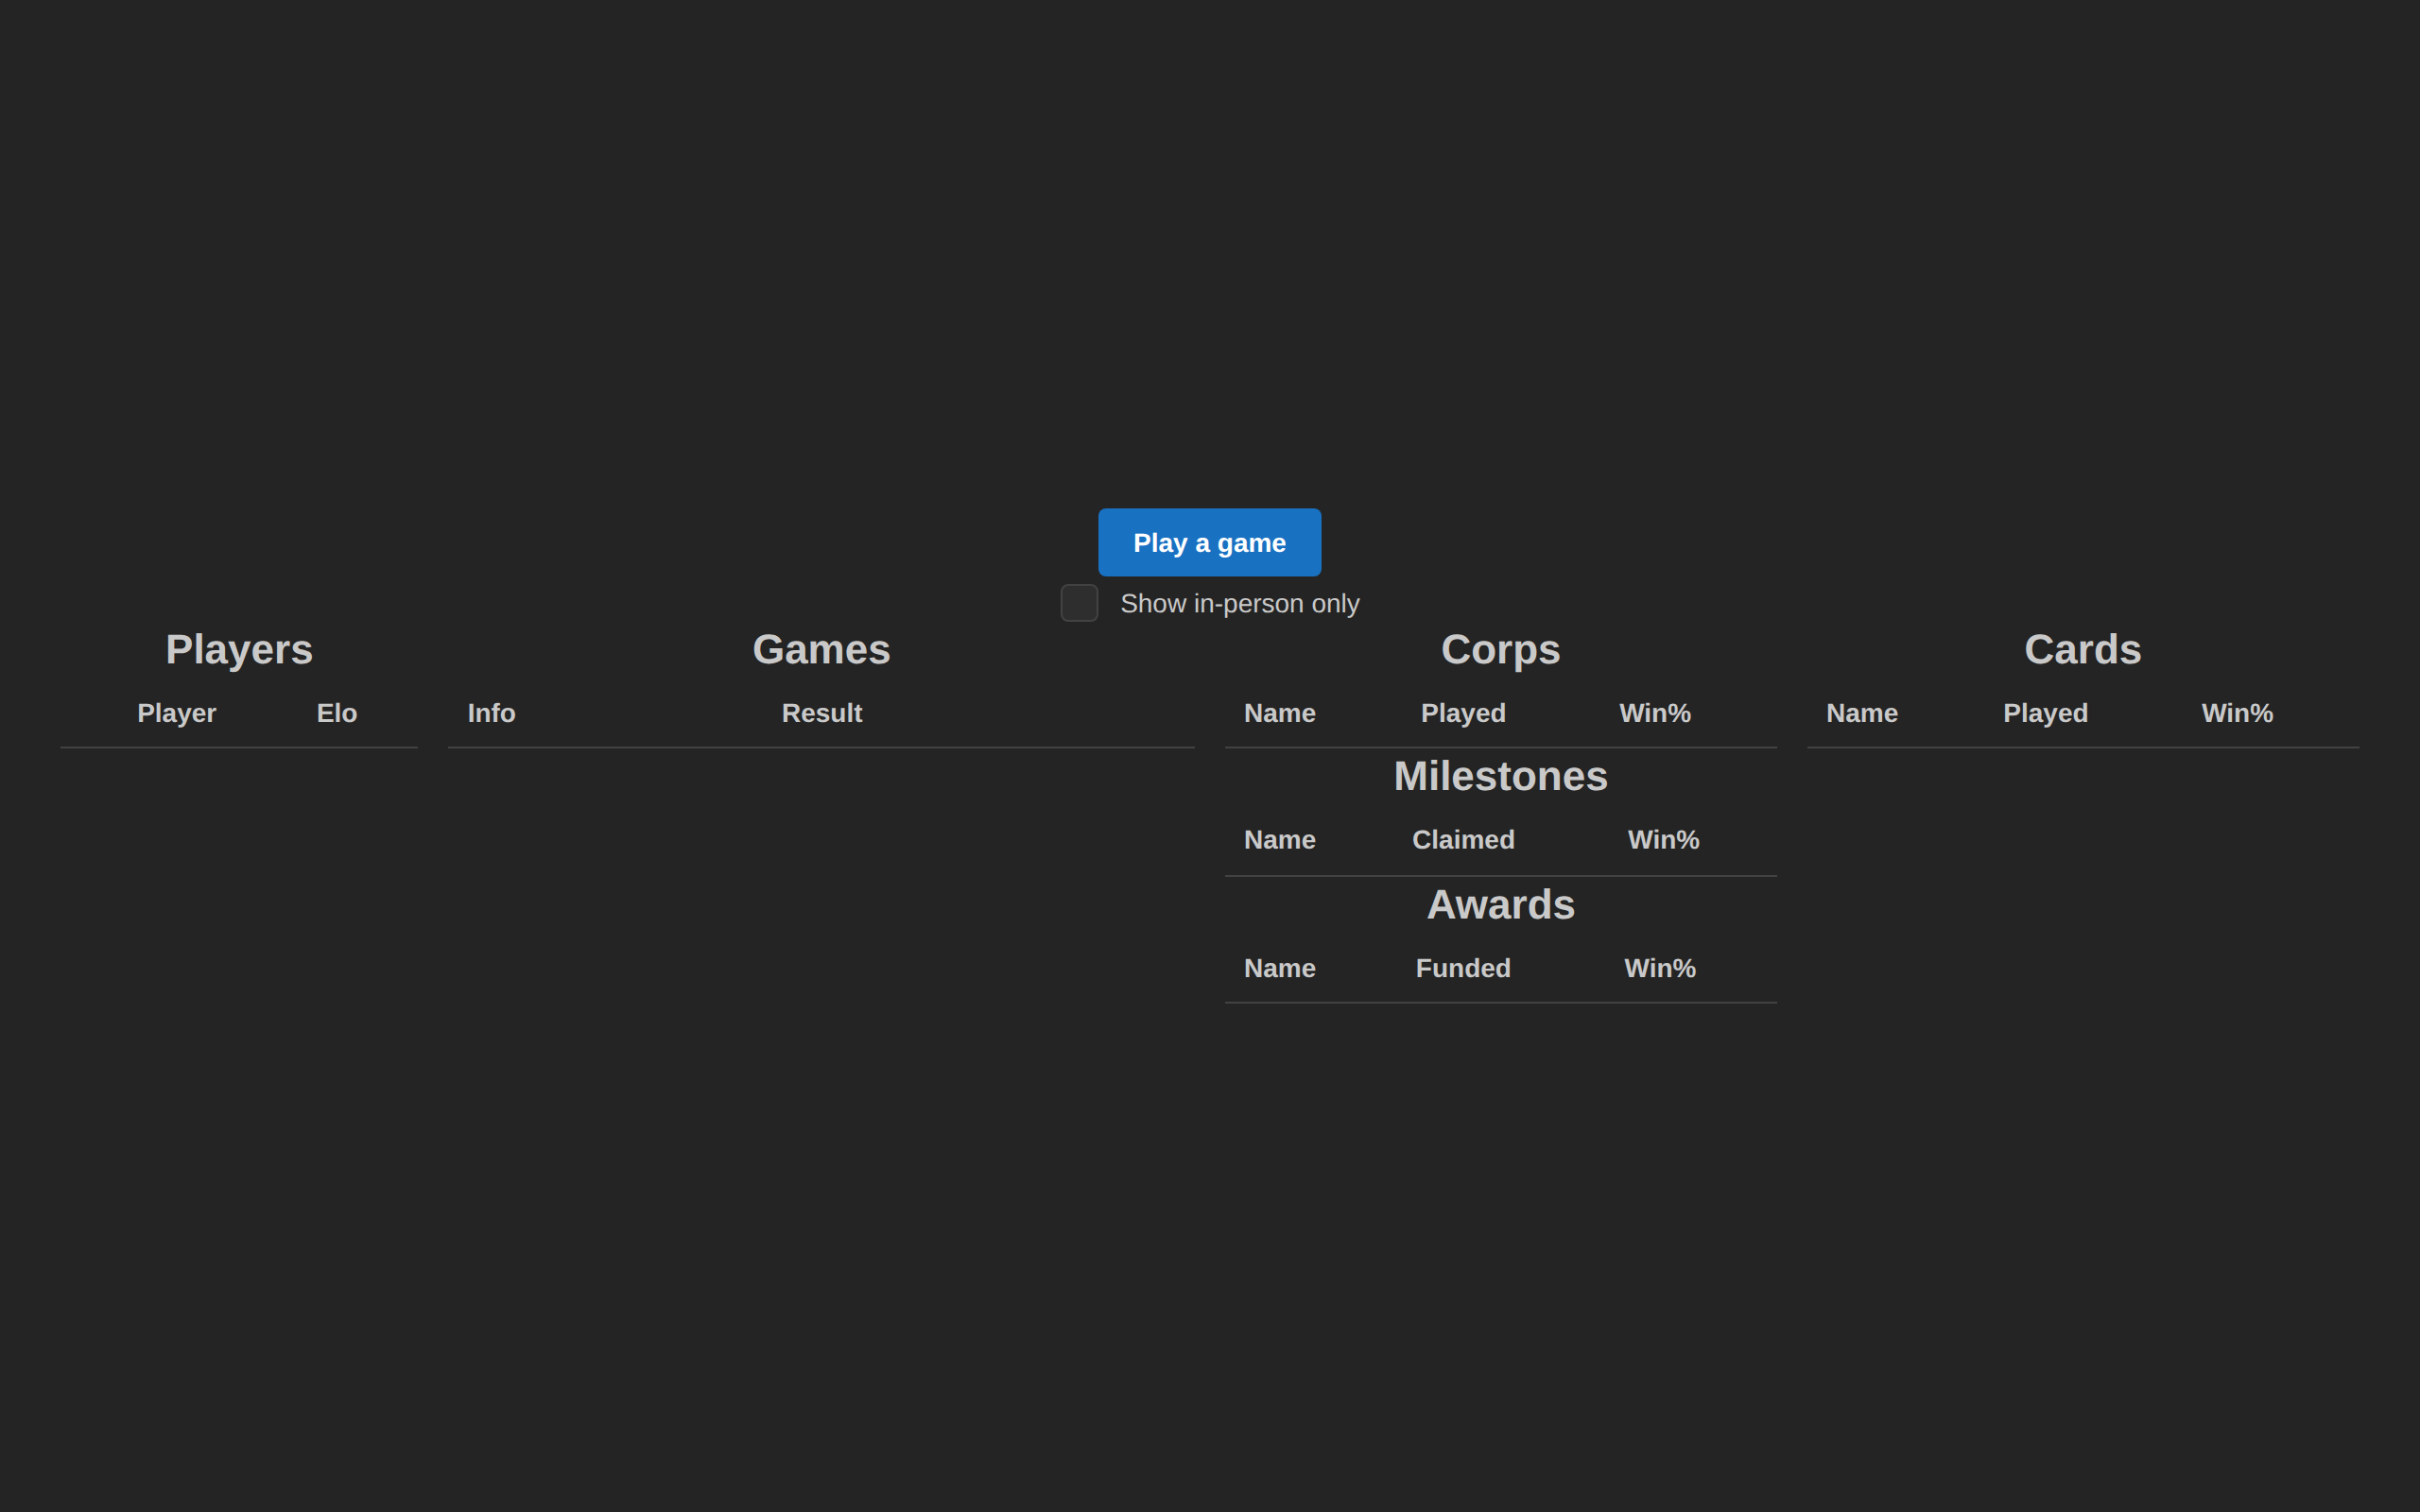 Play a game
Show in-person only
Players
Player Elo
Games
Info Result
Corps
Name Played Win%
Milestones
Name Claimed Win%
Awards
Name Funded Win%
Cards
Name Played Win%